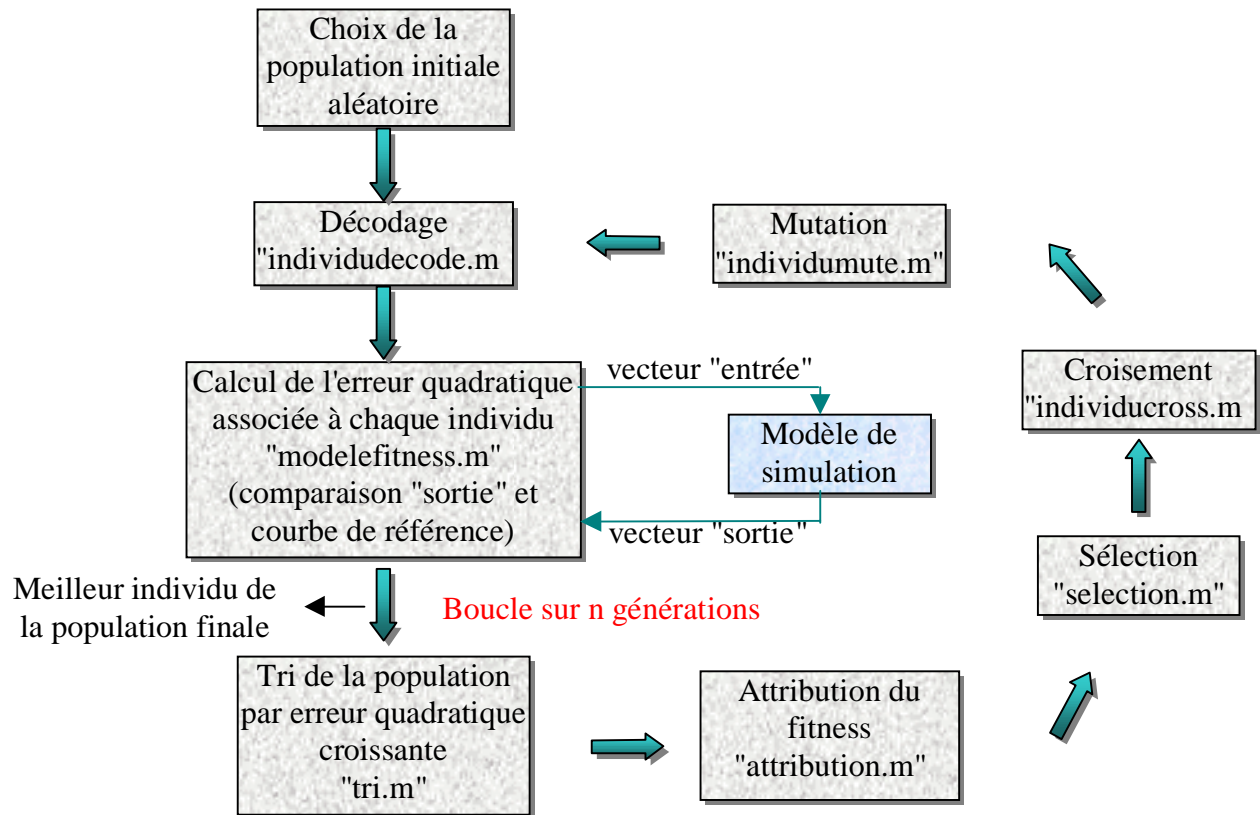 Choix de la
population initiale
aléatoire
Décodage
"individudecode.m
Mutation
"individumute.m"
Calcul de l'erreur quadratique
associée à chaque individu
"modelefitness.m"
(comparaison "sortie" et
courbe de référence)
vecteur "entrée"
Modèle de
simulation
vecteur "sortie"
Croisement
"individucross.m
Sélection
"selection.m"
Meilleur individu de
la population finale
Boucle sur n générations
Tri de la population
par erreur quadratique
croissante
"tri.m"
Attribution du
fitness
"attribution.m"